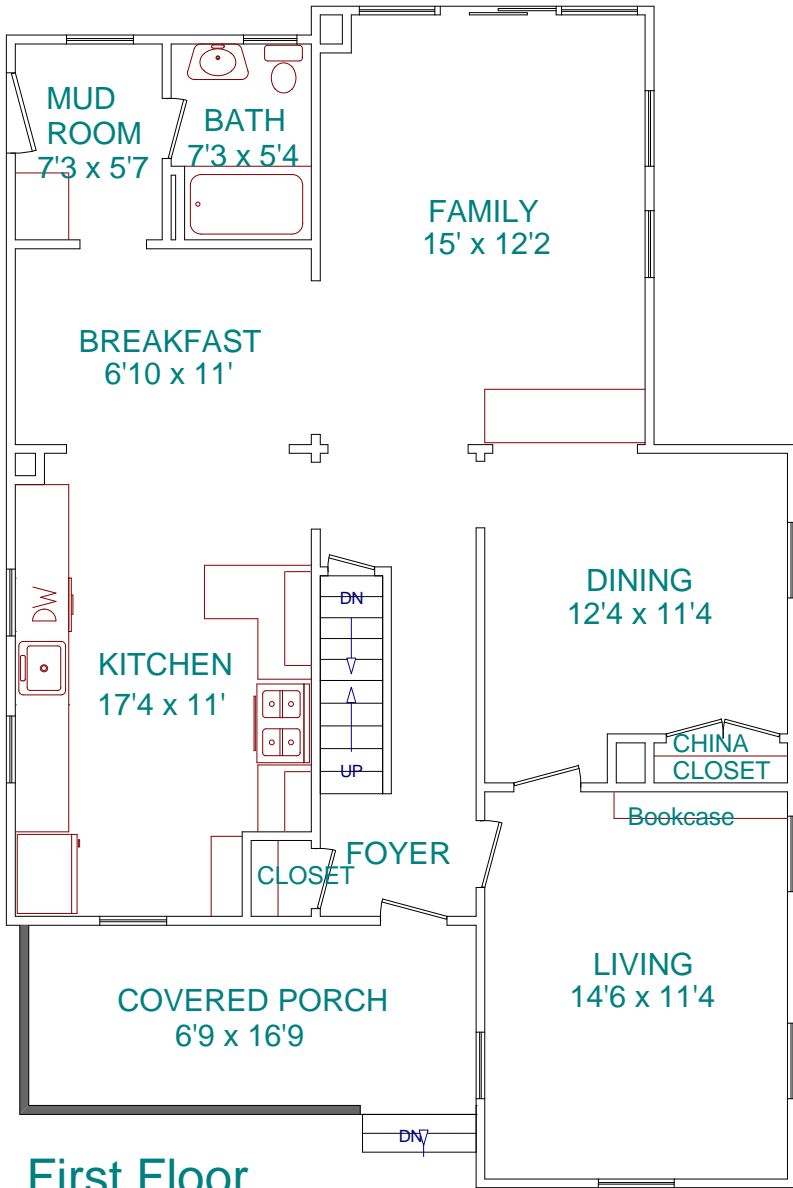 MUD
ROOM
7'3 x 5'7
BATH
7'3 x 5'4
FAMILY
15' x 12'2
BREAKFAST
6'10 x 11'
DW
DN
DINING
12'4 x 11'4
KITCHEN
17'4 x 11'
UP
CHINA
CLOSET
Bookcase
FOYER
CLOSET
LIVING
14'6 x 11'4
COVERED PORCH
6'9 x 16'9
DN
First Floor